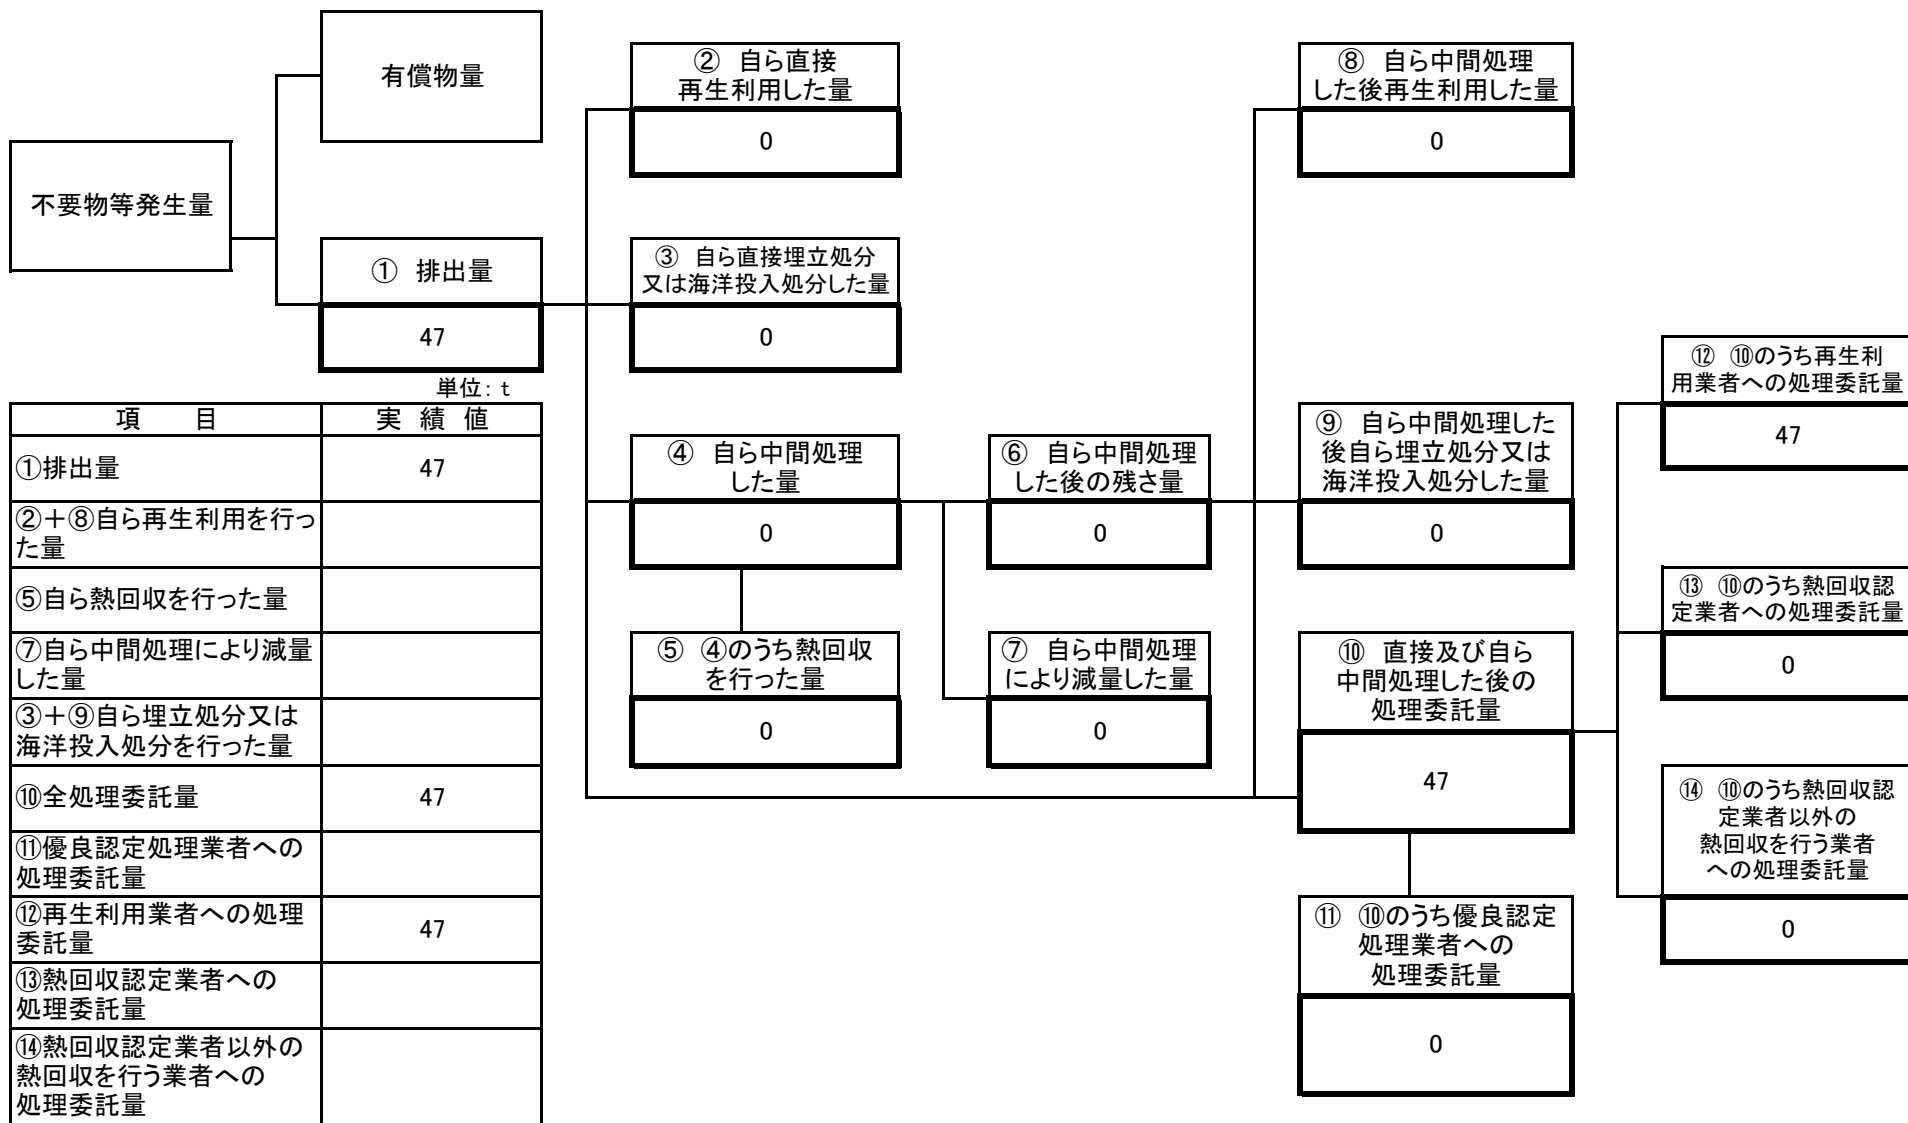 有償物量
不要物等発生量
① 排出量
47
② 自ら直接
再生利用した量
0
③ 自ら直接埋立処分
又は海洋投入処分した量
0
④ 自ら中間処理
した量
0
⑤ ④のうち熱回収
を行った量
0
⑥ 自ら中間処理
した後の残さ量
0
⑦ 自ら中間処理
により減量した量
0
⑧ 自ら中間処理
した後再生利用した量
0
⑨ 自ら中間処理した
後自ら埋立処分又は
海洋投入処分した量
0
⑩ 直接及び自ら
中間処理した後の
処理委託量
47
⑪ ⑩のうち優良認定
処理業者への
処理委託量
0
⑫ ⑩のうち再生利
用業者への処理委託量
47
⑬ ⑩のうち熱回収認
定業者への処理委託量
0
⑭ ⑩のうち熱回収認
定業者以外の
熱回収を行う業者
への処理委託量
0
単位：t
項 目 実 績 値
①排出量 47
②＋⑧自ら再生利用を行っ
た量
⑤自ら熱回収を行った量
⑦自ら中間処理により減量
した量
③＋⑨自ら埋立処分又は
海洋投入処分を行った量
⑩全処理委託量 47
⑪優良認定処理業者への
処理委託量
⑫再生利用業者への処理
委託量 47
⑬熱回収認定業者への
処理委託量
⑭熱回収認定業者以外の
熱回収を行う業者への
処理委託量